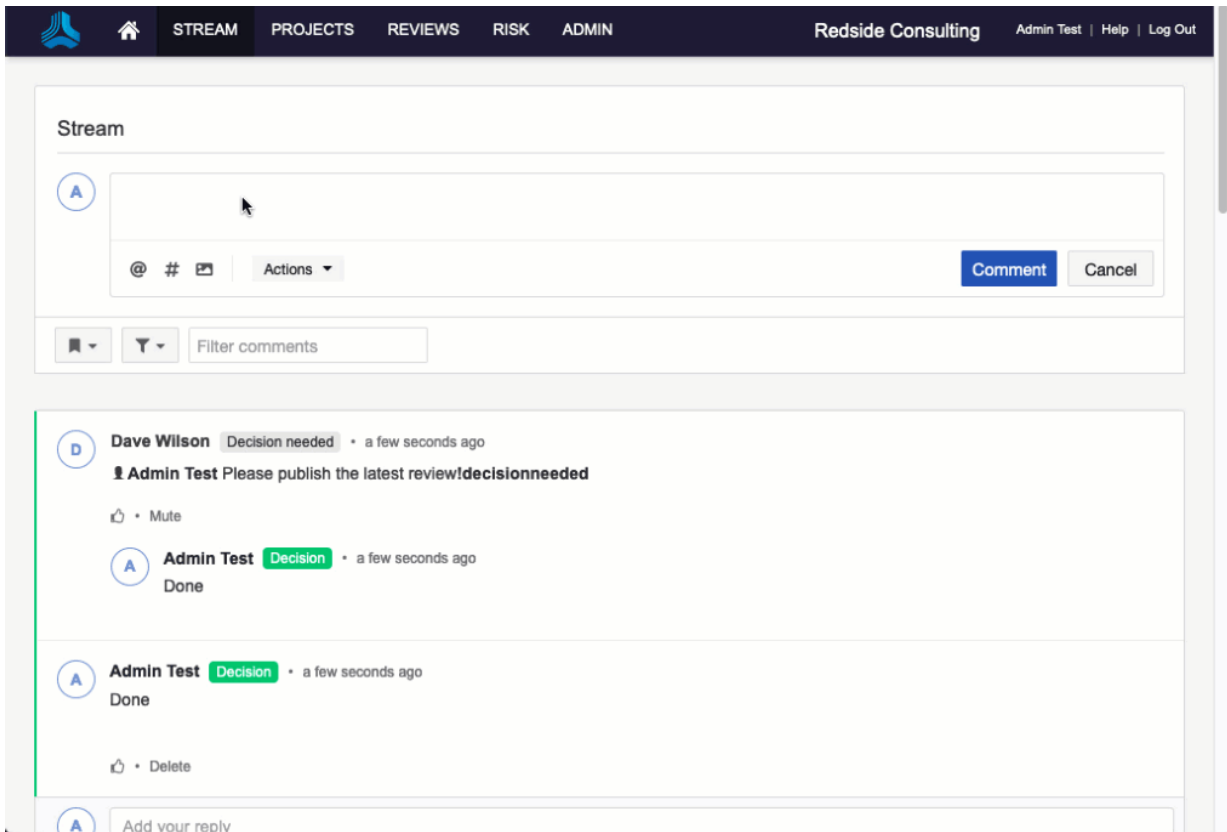 STREAM PROJECTS REVIEWS RISK ADMIN Redside Consulting Admin Test | Help | Log Out
Stream
A
@ # Actions Comment Cancel
Filter comments
D Dave Wilson Decision needed • a few seconds ago
Admin Test Please publish the latest review!decisionneeded
• Mute
A Admin Test Decision • a few seconds ago
Done
A Admin Test Decision • a few seconds ago
Done
• Delete
A Add your reply